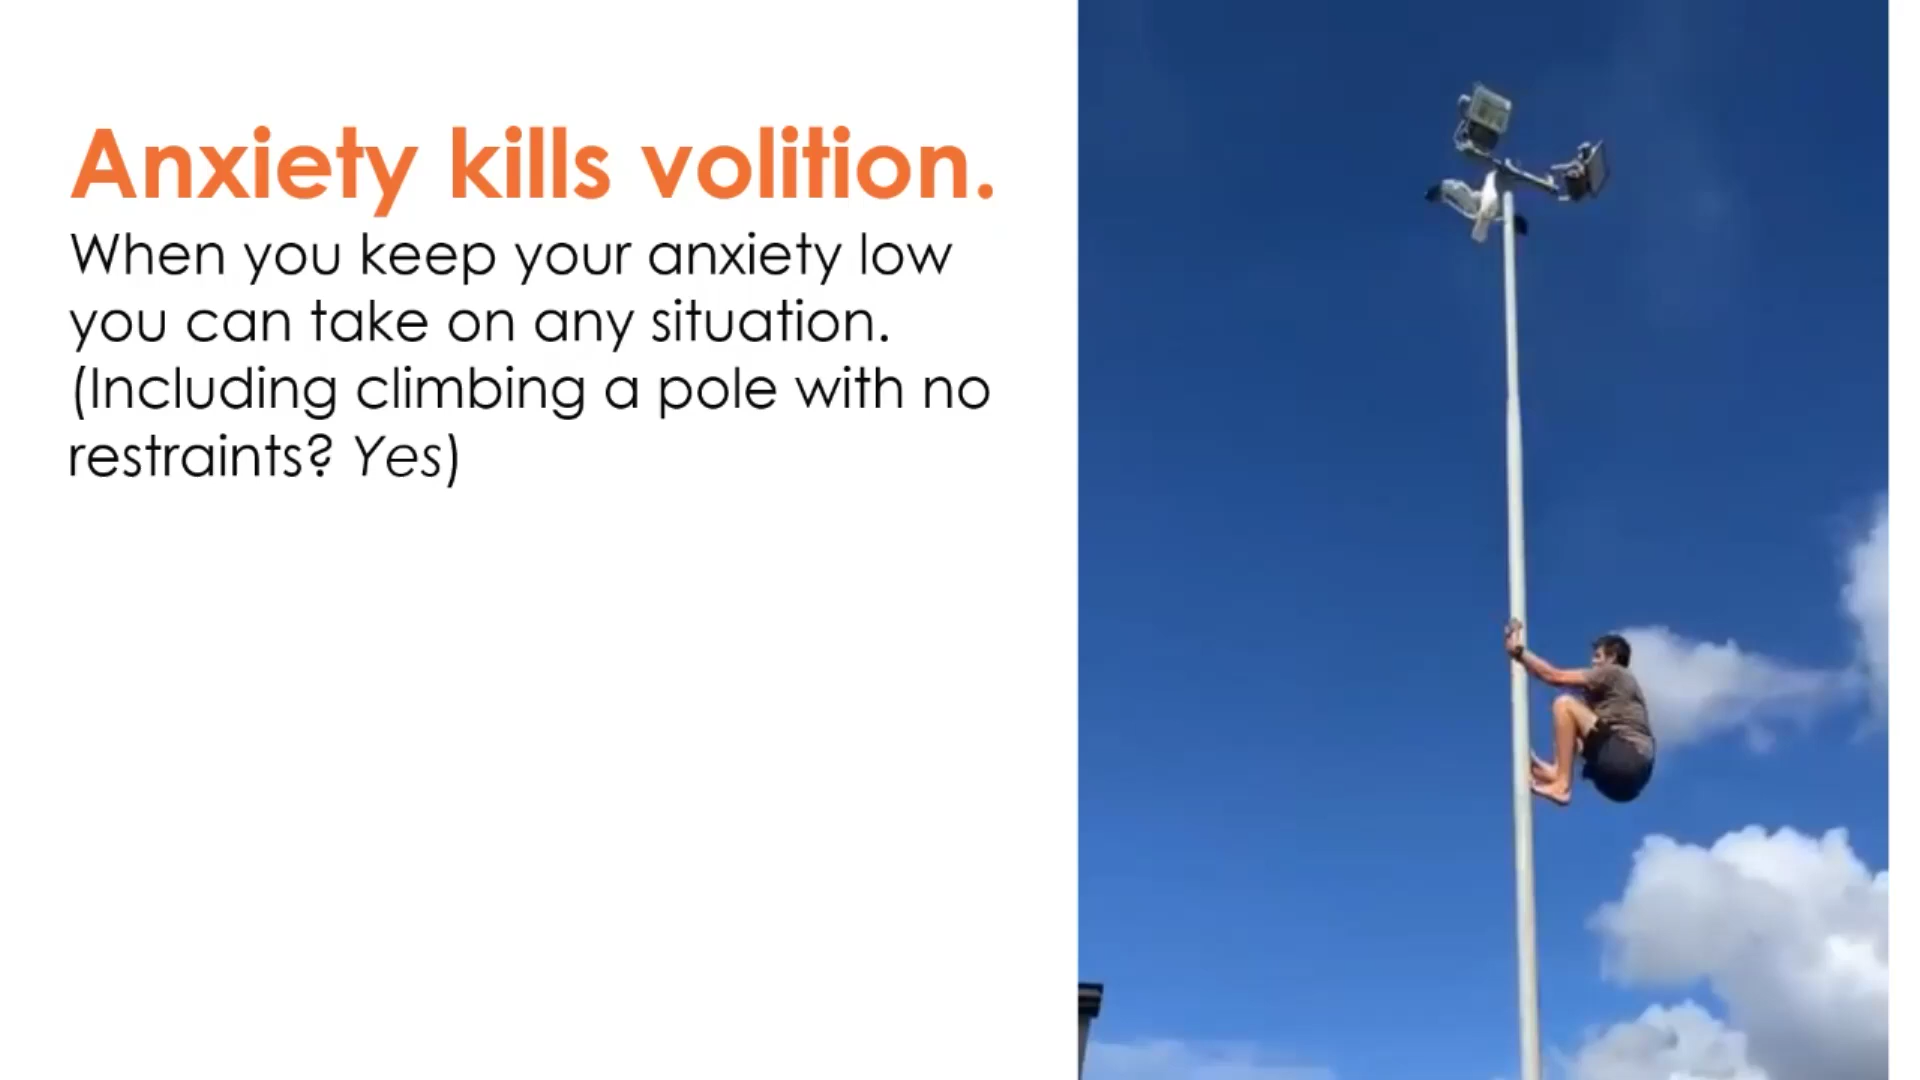 Anxiety kills volition.
When you keep your anxiety low
you can take on any situation.
(Including climbing a pole with no
restraints? Yes)